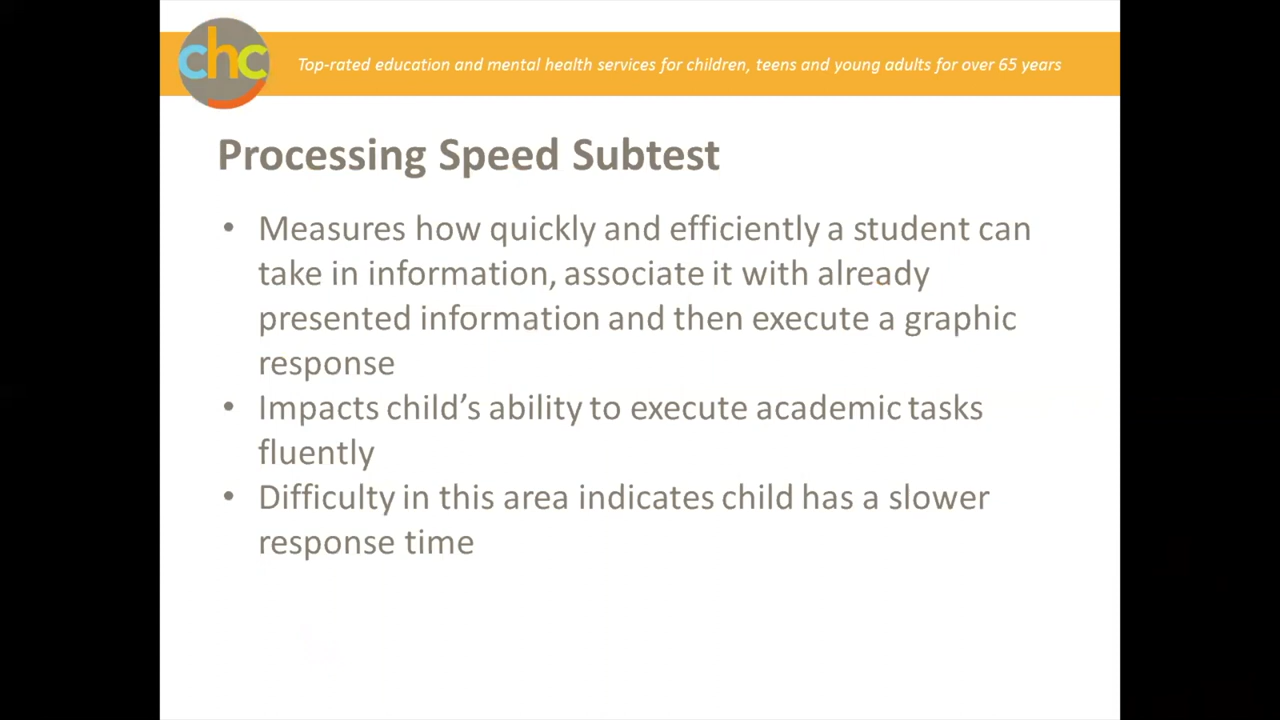 chc
Top-rated education and mental health services for children, teens and young adults for over 65 years
Processing Speed Subtest
• Measures how quickly and efficiently a student can
take in information, associate it with already
presented information and then execute a graphic
response
• Impacts child’s ability to execute academic tasks
fluently
• Difficulty in this area indicates child has a slower
response time